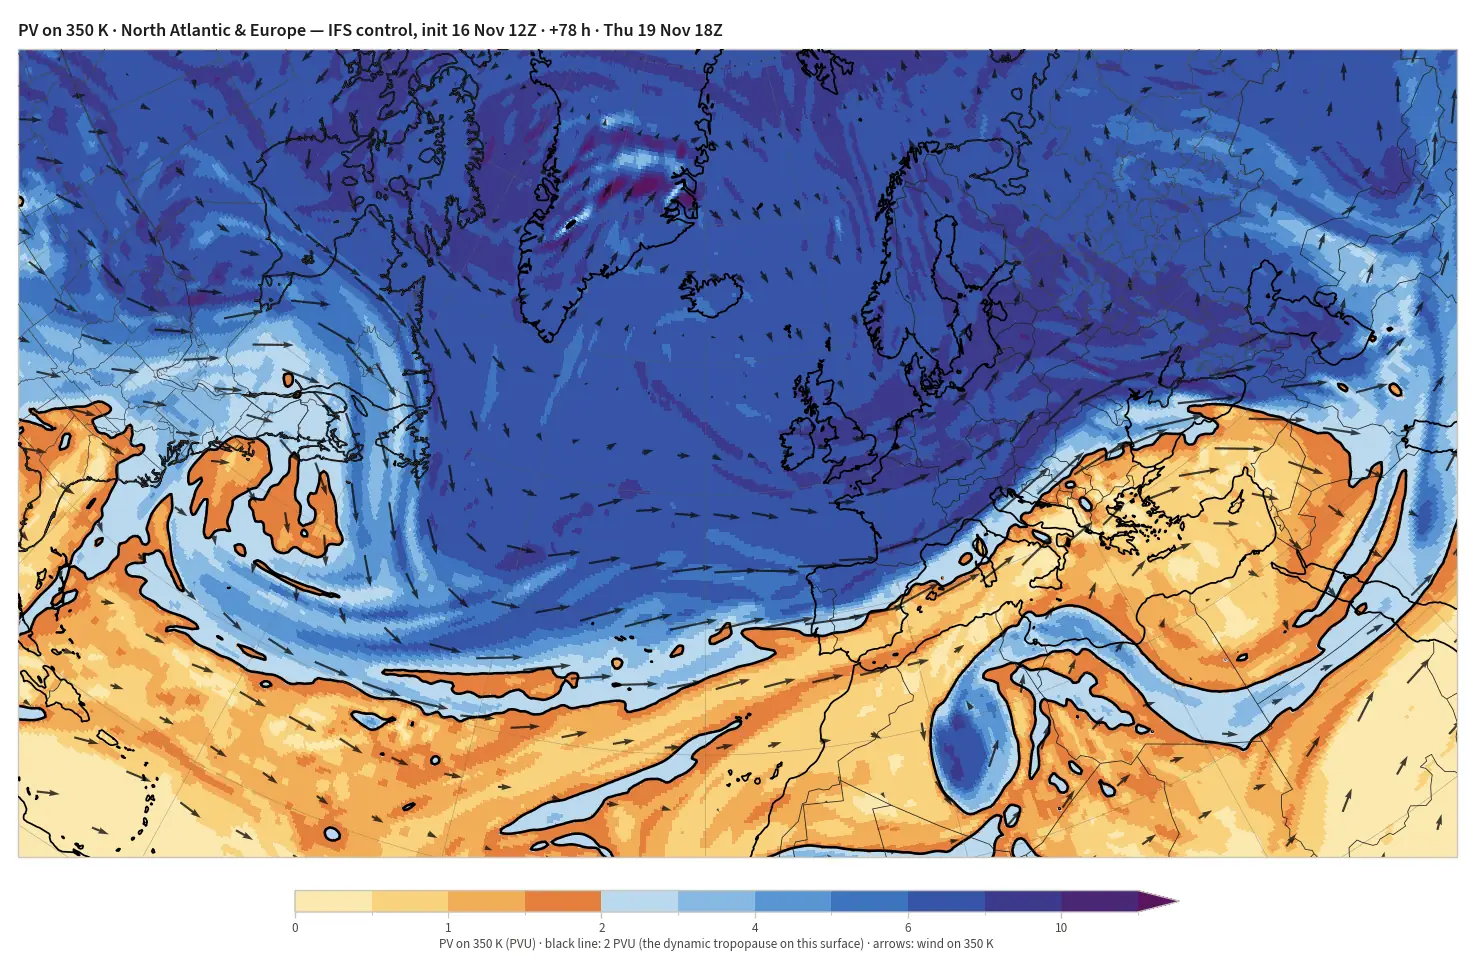 PV on 350 K · North Atlantic & Europe — IFS control, init 16 Nov 12Z · +78 h · Thu 19 Nov 18Z
0 1 2 4 6 10
PV on 350 K (PVU) · black line: 2 PVU (the dynamic tropopause on this surface) · arrows: wind on 350 K